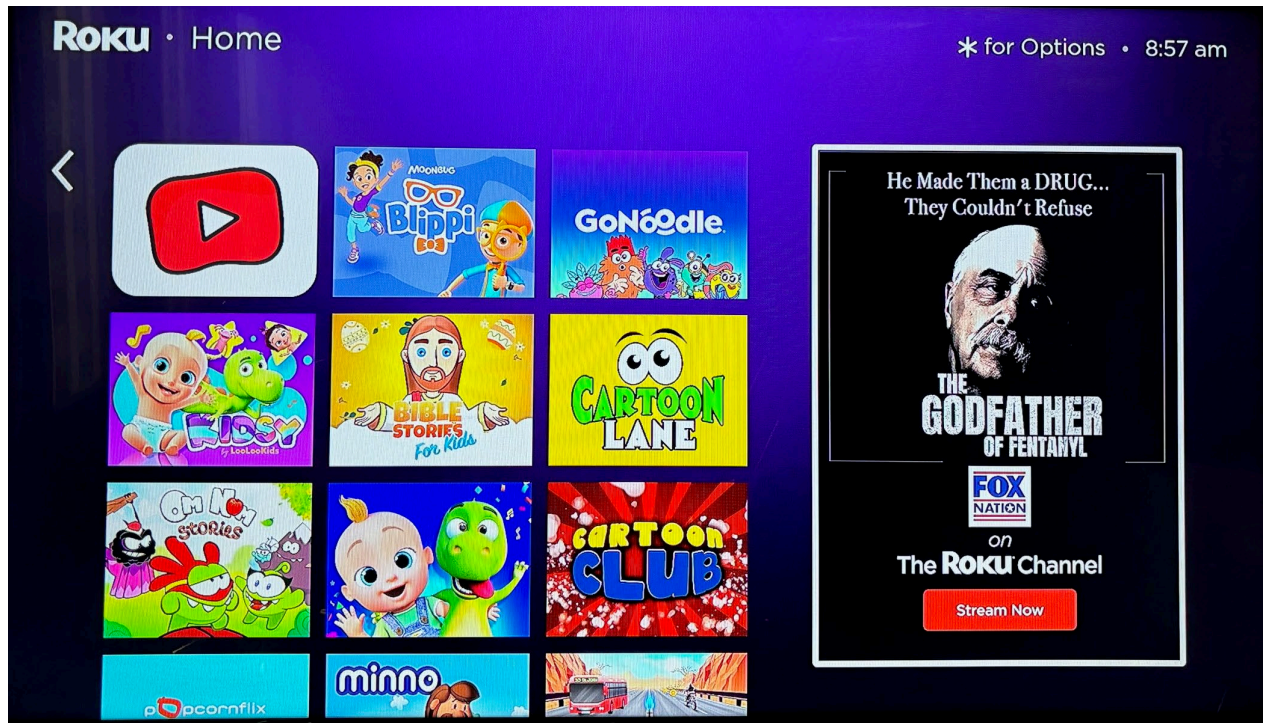 ROKU • Home
* for Options • 8:57 am
MOONBUG
Blippi
GoNoodle
KIDSY
by LooLooKids
BIBLE
STORIES
For Kids
CARTOON
LANE
OM NOM
STORIES
CARTOON
CLUB
popcornflix
minno
He Made Them a DRUG...
They Couldn't Refuse
THE
GODFATHER
OF FENTANYL
FOX
NATION
on
The ROKU Channel
Stream Now